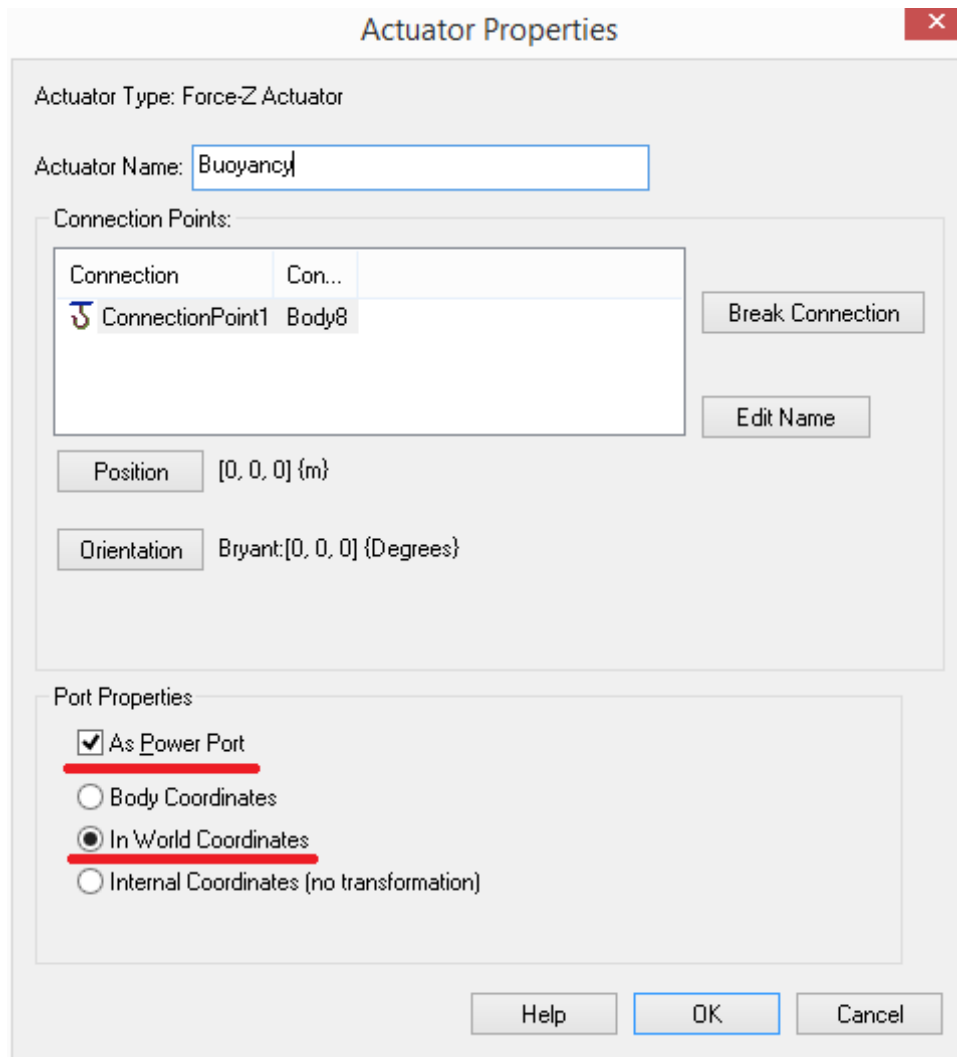 Actuator Properties
Actuator Type: Force-Z Actuator
Actuator Name: Buoyancy
Connection Points:
Connection Con...
ConnectionPoint1 Body8
Break Connection
Edit Name
Position [0, 0, 0] {m}
Orientation Bryant:[0, 0, 0] {Degrees}
Port Properties
As Power Port
Body Coordinates
In World Coordinates
Internal Coordinates (no transformation)
Help OK Cancel